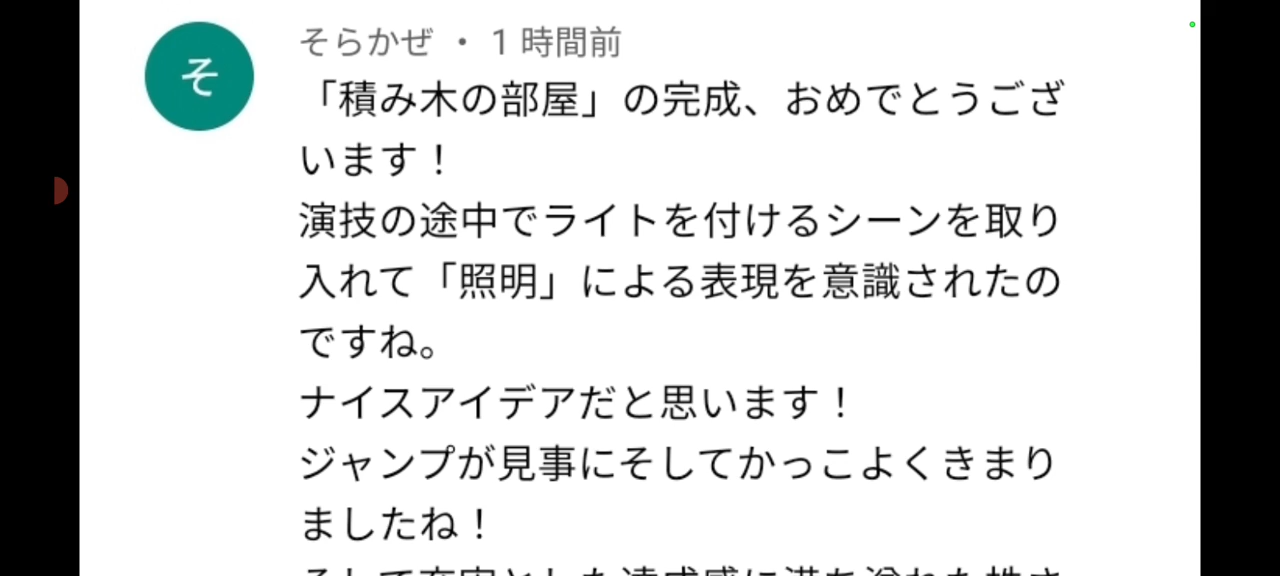 そ
そらかぜ ・ 1 時間前
「積み木の部屋」の完成、おめでとうござ
います！
演技の途中でライトを付けるシーンを取り
入れて「照明」による表現を意識されたの
ですね。
ナイスアイデアだと思います！
ジャンプが見事にそしてかっこよくきまり
ましたね！